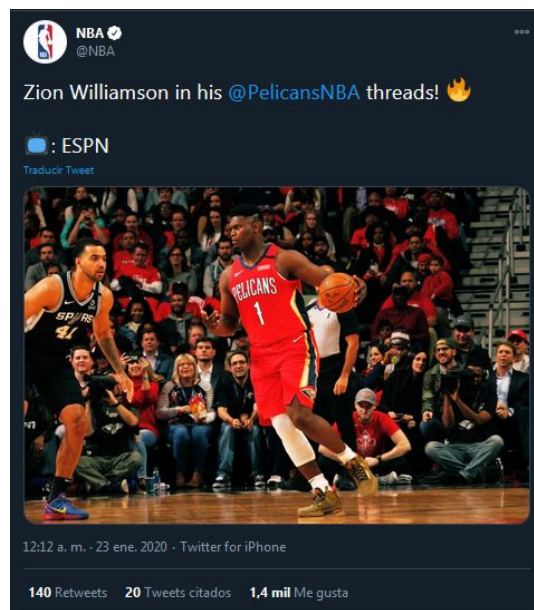 NBA
@NBA
Zion Williamson in his @PelicansNBA threads! 🔥
📺: ESPN
Traducir Tweet
PELICANS
1
SPURS
41
12:12 a. m. · 23 ene. 2020 · Twitter for iPhone
140 Retweets 20 Tweets citados 1,4 mil Me gusta